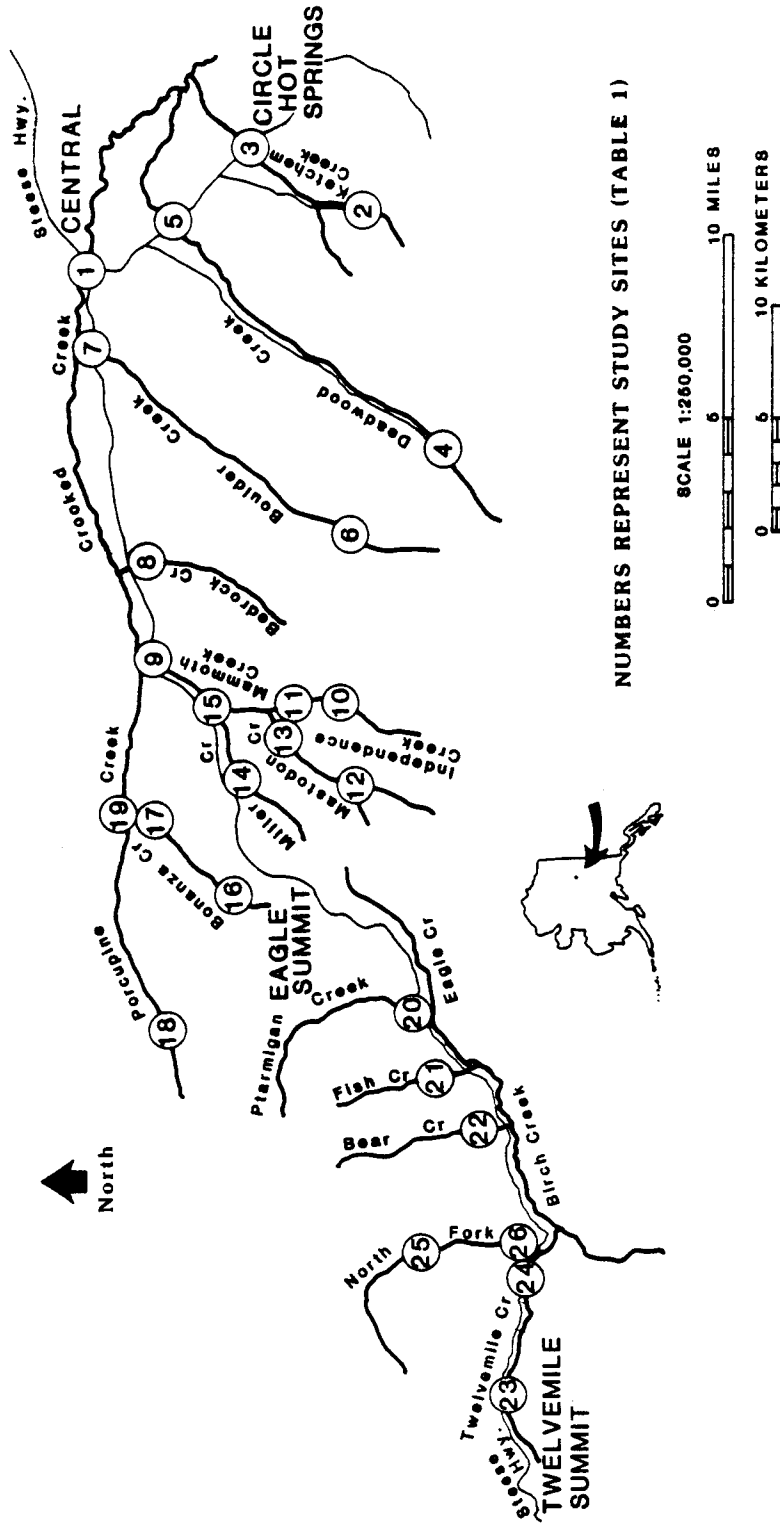 Steese Hwy.
CENTRAL
CIRCLE
HOT
SPRINGS
1
3
Ketchem
Creek
2
5
7
Crooked Creek
Deadwood Creek
4
Boulder Creek
6
8
Bedrock Cr
9
Mammoth
Creek
15
11
10
13
Independence
Creek
Mastodon Cr
12
14
Miller Cr
Creek
19
17
Bonanza Cr
16
Porcupine
18
EAGLE
SUMMIT
Ptarmigan Creek
Eagle Cr
20
Fish Cr
21
Bear Cr
22
Birch Creek
North
North Fork
25
26
24
Twelvemile Cr
23
Steese
Hwy.
TWELVEMILE
SUMMIT
NUMBERS REPRESENT STUDY SITES (TABLE 1)
SCALE 1:250,000
0 5 10 MILES
0 5 10 KILOMETERS